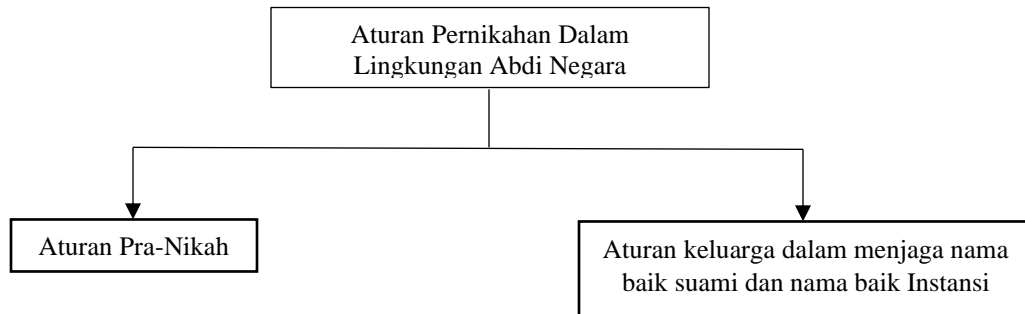 Aturan Pernikahan Dalam
Lingkungan Abdi Negara
Aturan Pra-Nikah
Aturan keluarga dalam menjaga nama
baik suami dan nama baik Instansi